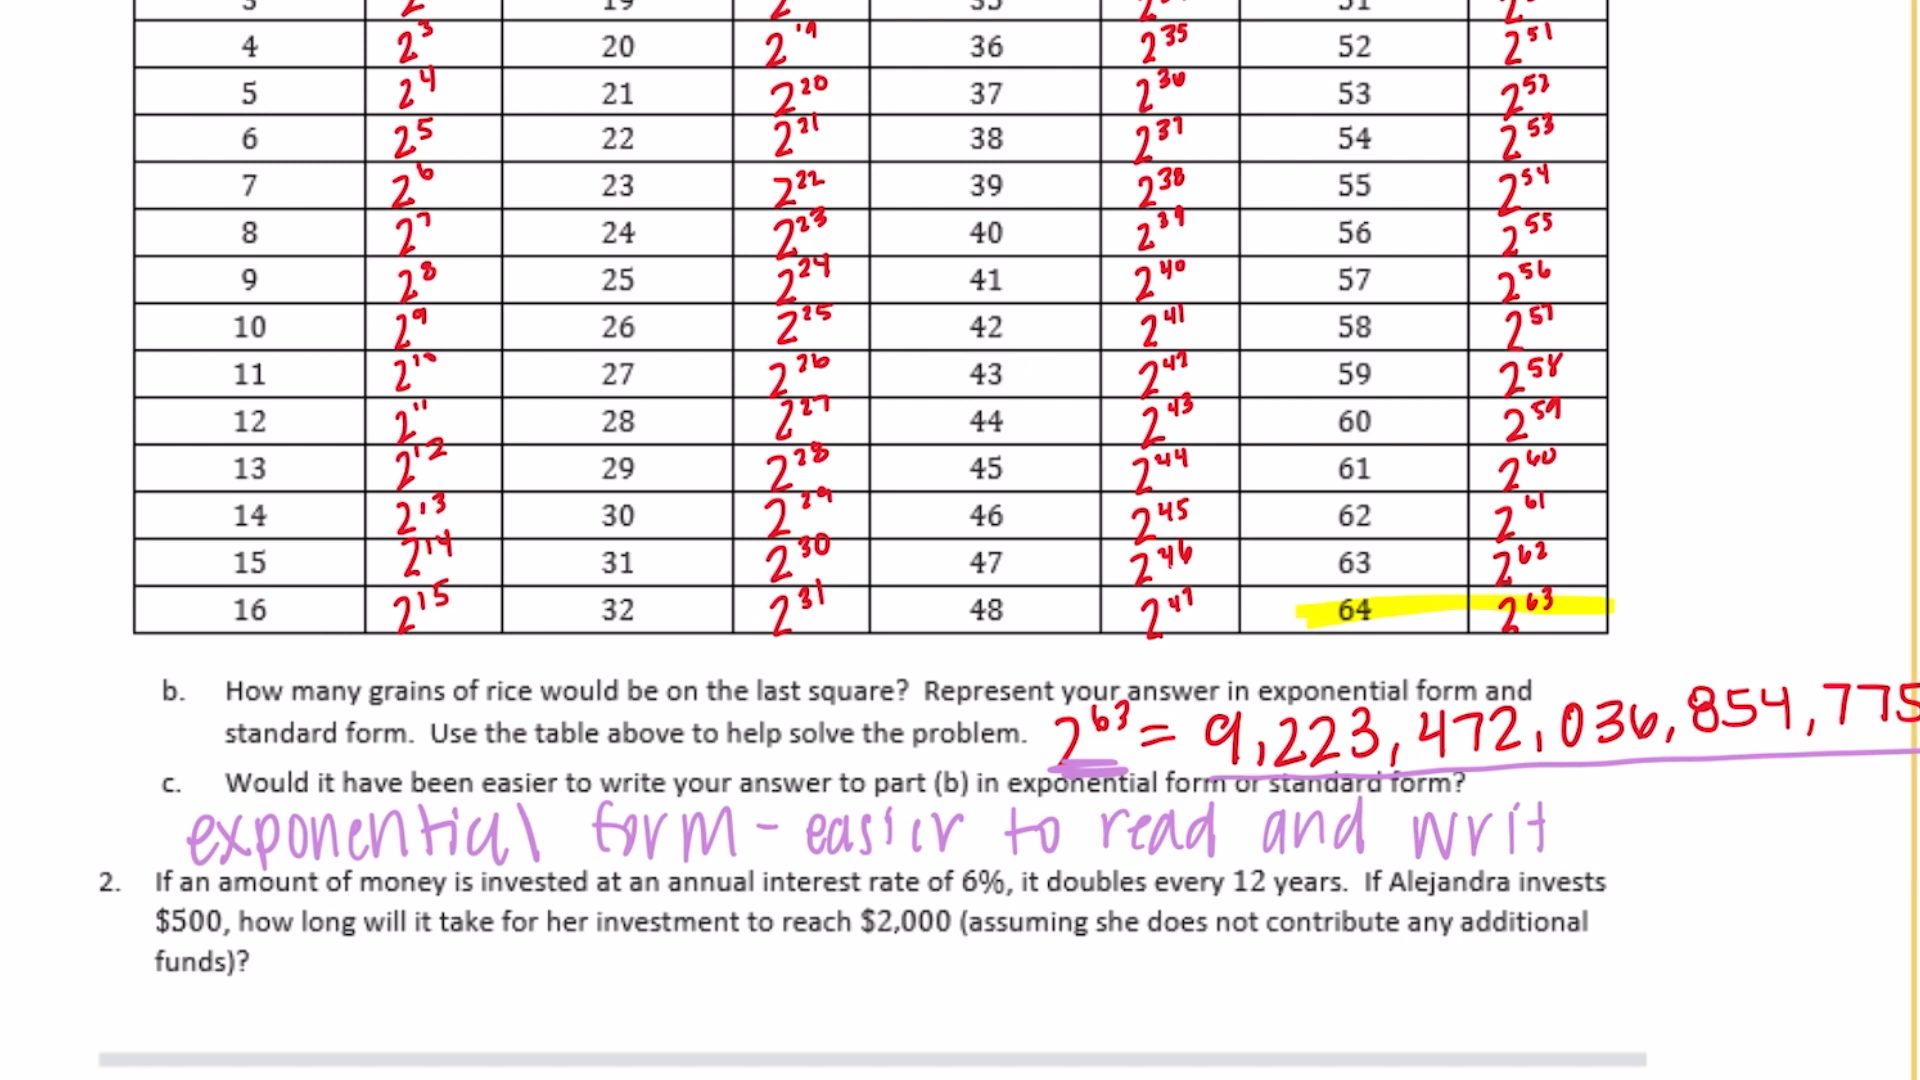 3 2 19 2 35 2 51 2
4 2^3 20 2^19 36 2^35 52 2^51
5 2^4 21 2^20 37 2^36 53 2^52
6 2^5 22 2^21 38 2^37 54 2^53
7 2^6 23 2^22 39 2^38 55 2^54
8 2^7 24 2^23 40 2^39 56 2^55
9 2^8 25 2^24 41 2^40 57 2^56
10 2^9 26 2^25 42 2^41 58 2^57
11 2^10 27 2^26 43 2^42 59 2^58
12 2^11 28 2^27 44 2^43 60 2^59
13 2^12 29 2^28 45 2^44 61 2^60
14 2^13 30 2^29 46 2^45 62 2^61
15 2^14 31 2^30 47 2^46 63 2^62
16 2^15 32 2^31 48 2^47 64 2^63
b. How many grains of rice would be on the last square? Represent your answer in exponential form and
standard form. Use the table above to help solve the problem. 2^63 = 9,223,472,036,854,775
c. Would it have been easier to write your answer to part (b) in exponential form or standard form?
exponential form - easier to read and writ
2. If an amount of money is invested at an annual interest rate of 6%, it doubles every 12 years. If Alejandra invests
$500, how long will it take for her investment to reach $2,000 (assuming she does not contribute any additional
funds)?